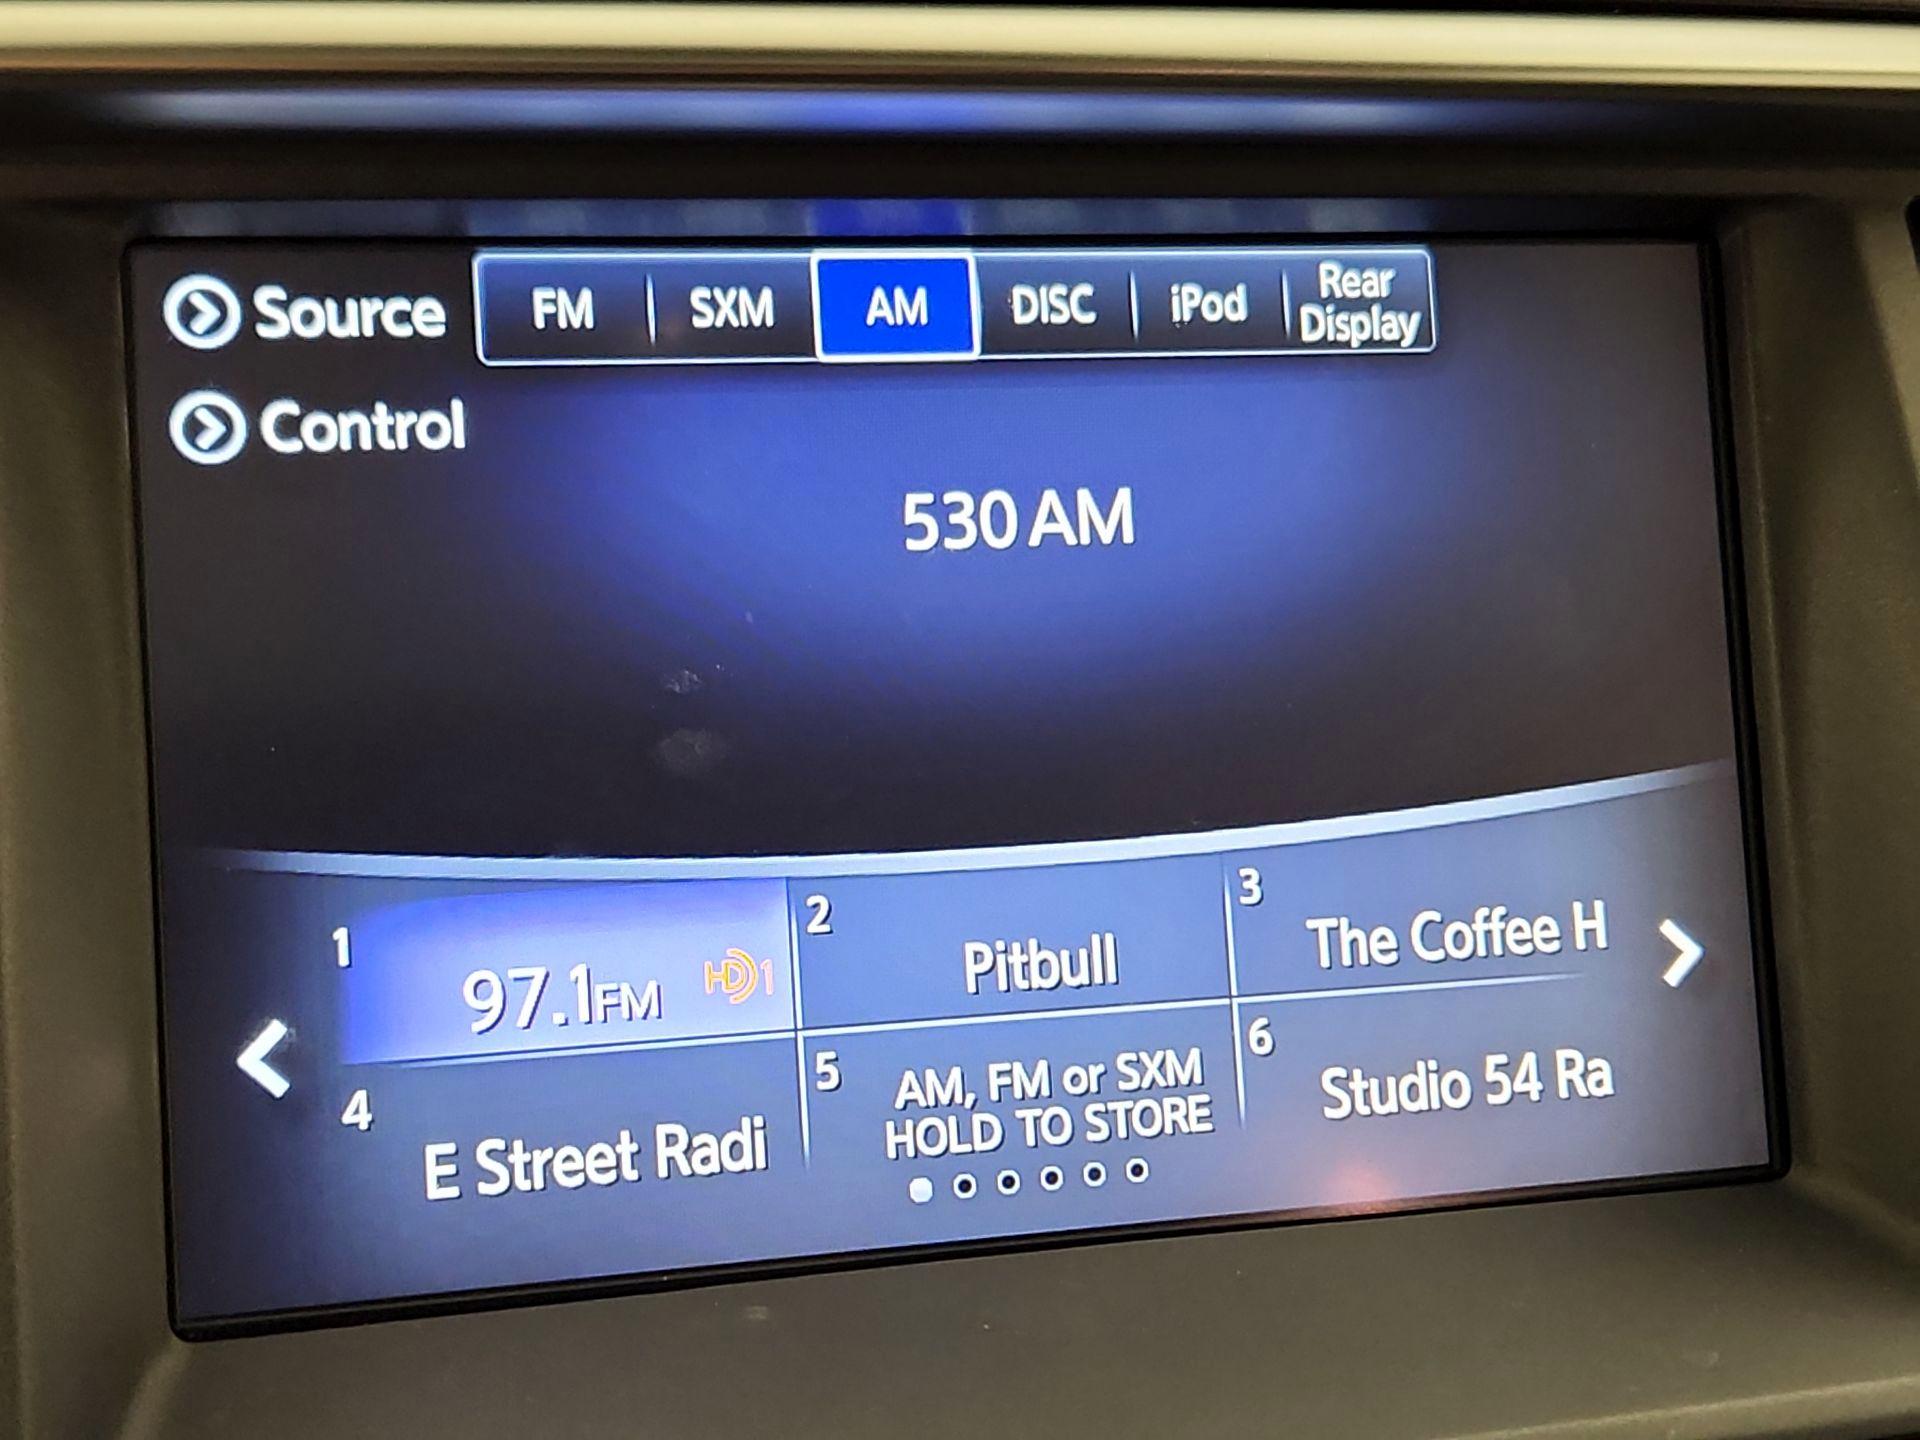 Source
FM
SXM
AM
DISC
iPod
Rear
Display
Control
530 AM
1
97.1FM HD1
2
Pitbull
3
The Coffee H
4
E Street Radi
5
AM, FM or SXM
HOLD TO STORE
6
Studio 54 Ra